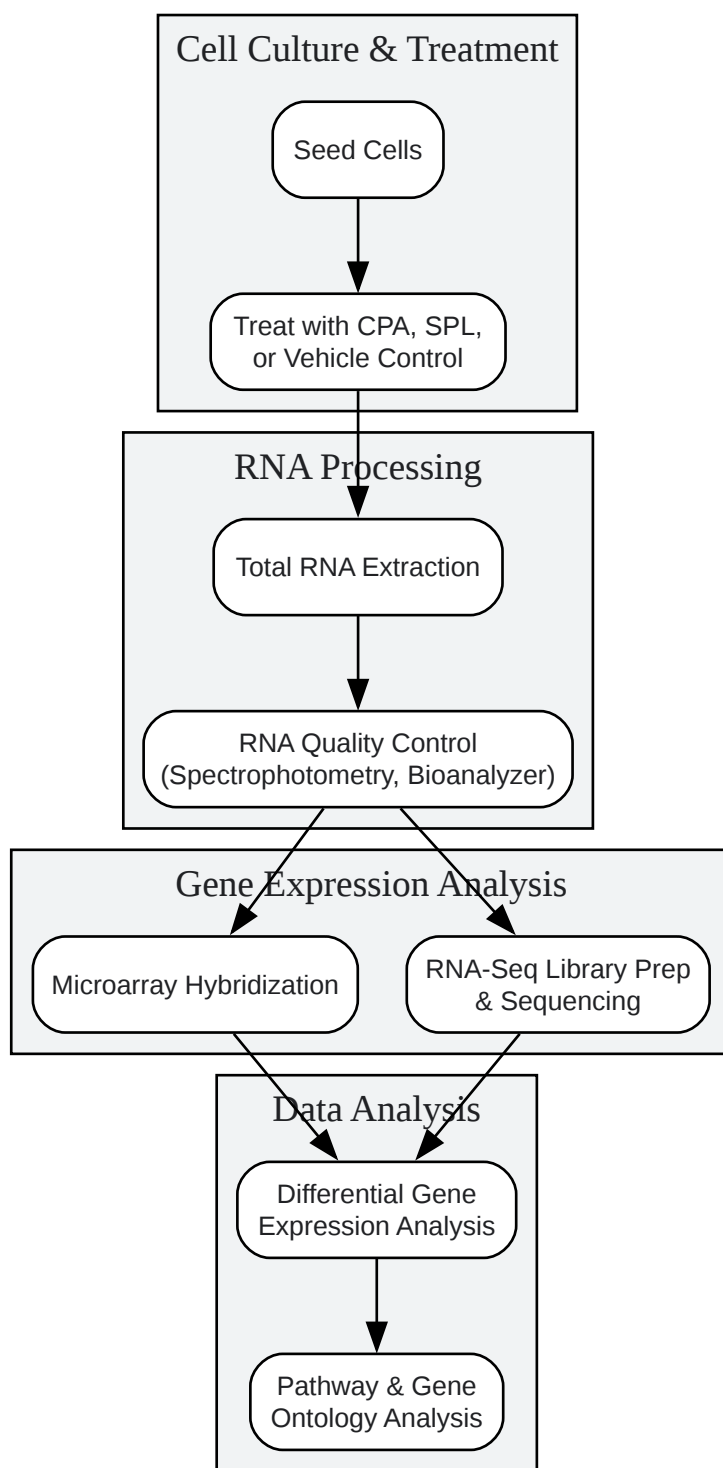 Cell Culture & Treatment
Seed Cells
Treat with CPA, SPL,
or Vehicle Control
RNA Processing
Total RNA Extraction
RNA Quality Control
(Spectrophotometry, Bioanalyzer)
Gene Expression Analysis
Microarray Hybridization
RNA-Seq Library Prep
& Sequencing
Data Analysis
Differential Gene
Expression Analysis
Pathway & Gene
Ontology Analysis